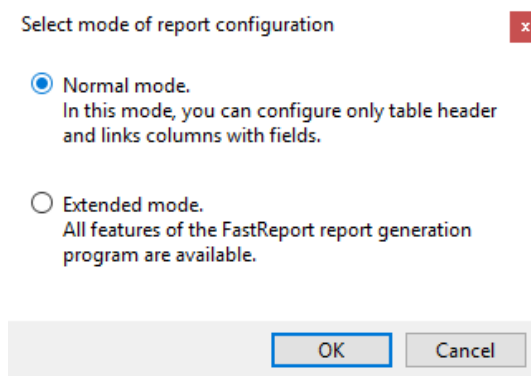 Select mode of report configuration
x
Normal mode.
In this mode, you can configure only table header
and links columns with fields.
Extended mode.
All features of the FastReport report generation
program are available.
OK
Cancel